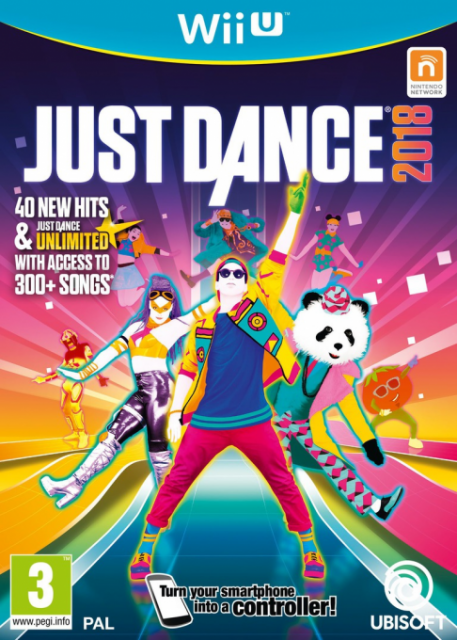 WiiU
NINTENDO
NETWORK
JUST DANCE
®
2018
40 NEW HITS
& JUST DANCE
UNLIMITED
WITH ACCESS TO
300+ SONGS*
3
™
www.pegi.info
PAL
Turn your smartphone
into a controller!
UBISOFT